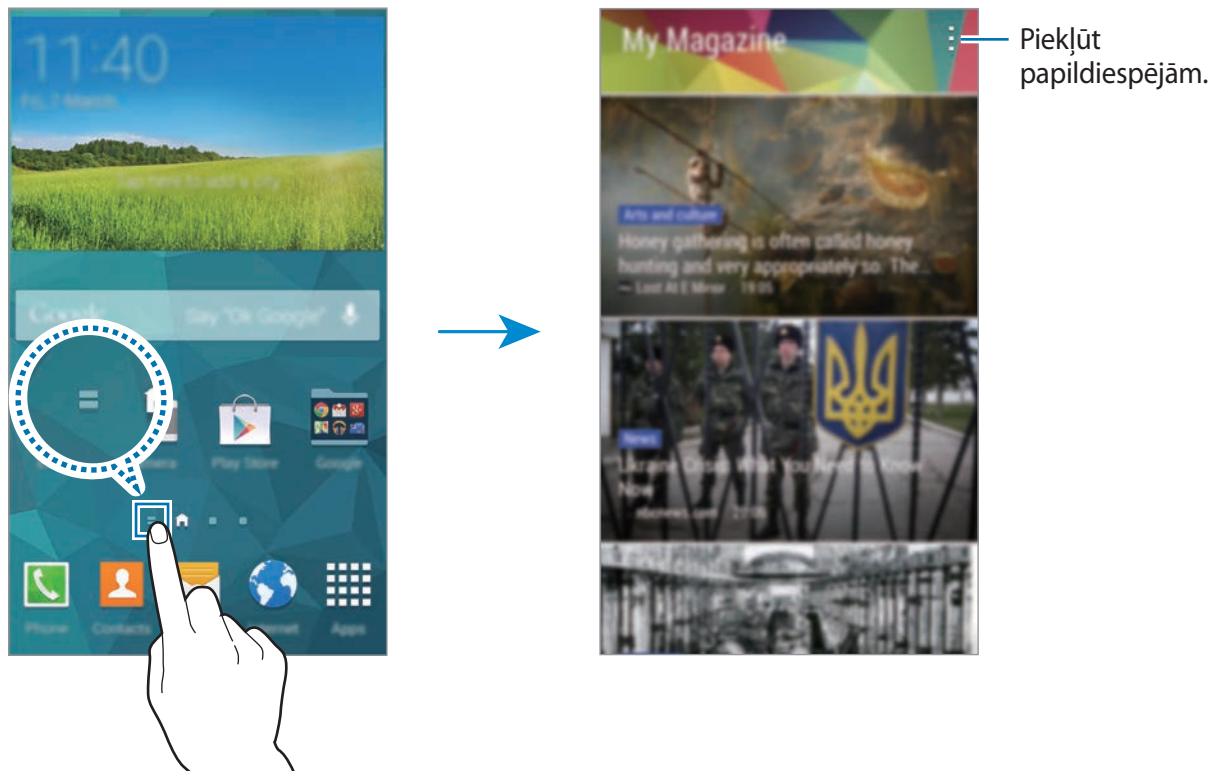 11:40
Fri, 7 March
Tap here to add a city
Google
Say "Ok Google"
Play Store
Google
Phone
Contacts
Internet
Apps
My Magazine
Piekļūt
papildiespējām.
Arts and culture
Honey gathering is often called honey
hunting and very appropriately so. The...
Lost At E Minor 19:05
News
Ukraine Crisis: What You Need to Know
Now
nbcnews.com